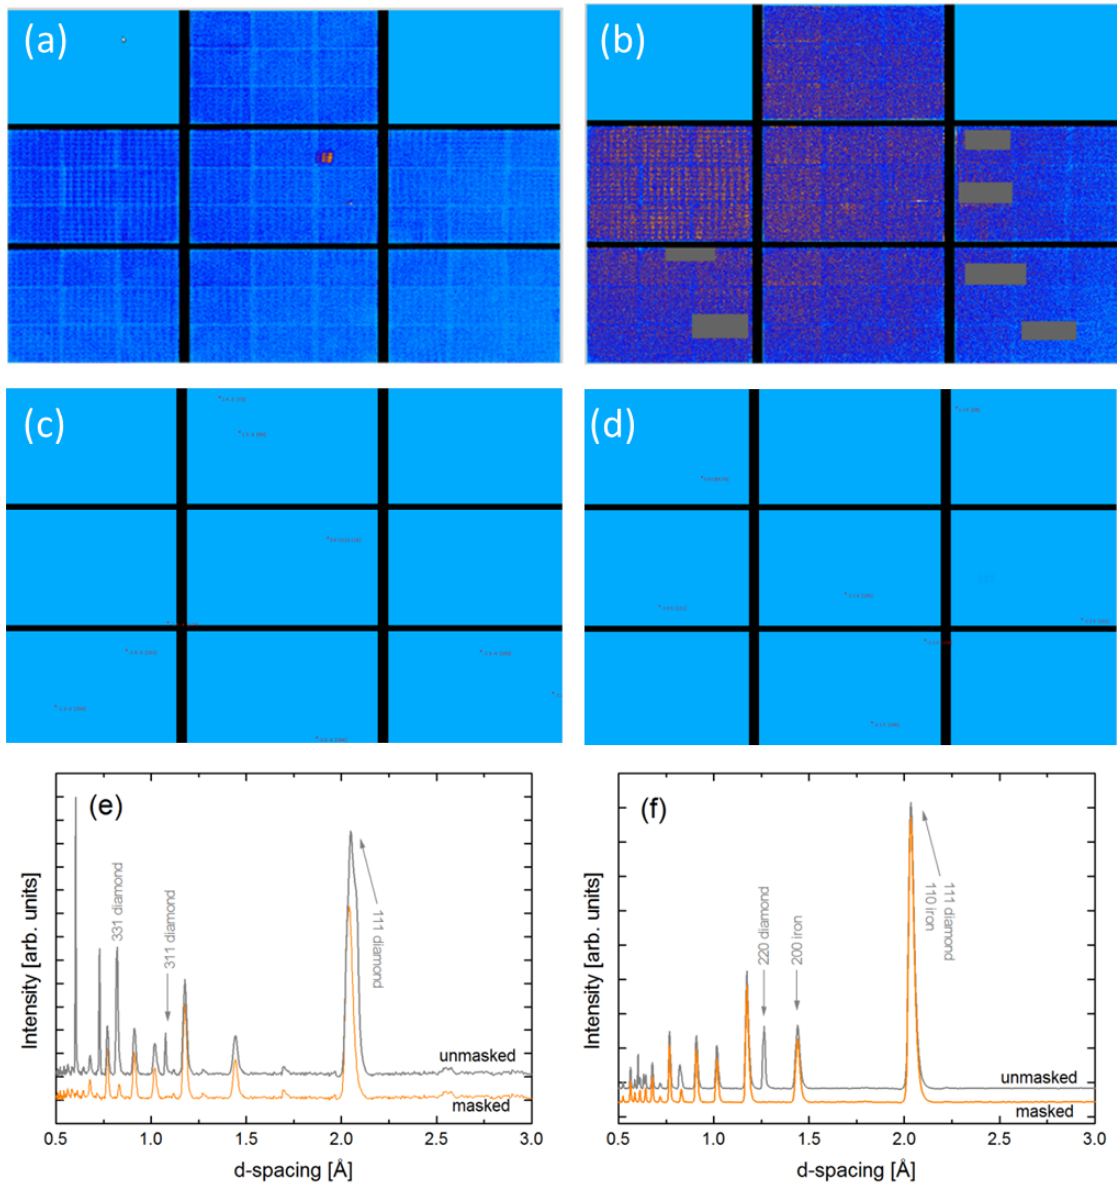 (a)
(b)
(c)
(d)
(e)
331 diamond
311 diamond
111 diamond
unmasked
masked
Intensity [arb. units]
0.5 1.0 1.5 2.0 2.5 3.0
d-spacing [Å]
(f)
220 diamond
200 iron
111 diamond
110 iron
unmasked
masked
Intensity [arb. units]
0.5 1.0 1.5 2.0 2.5 3.0
d-spacing [Å]